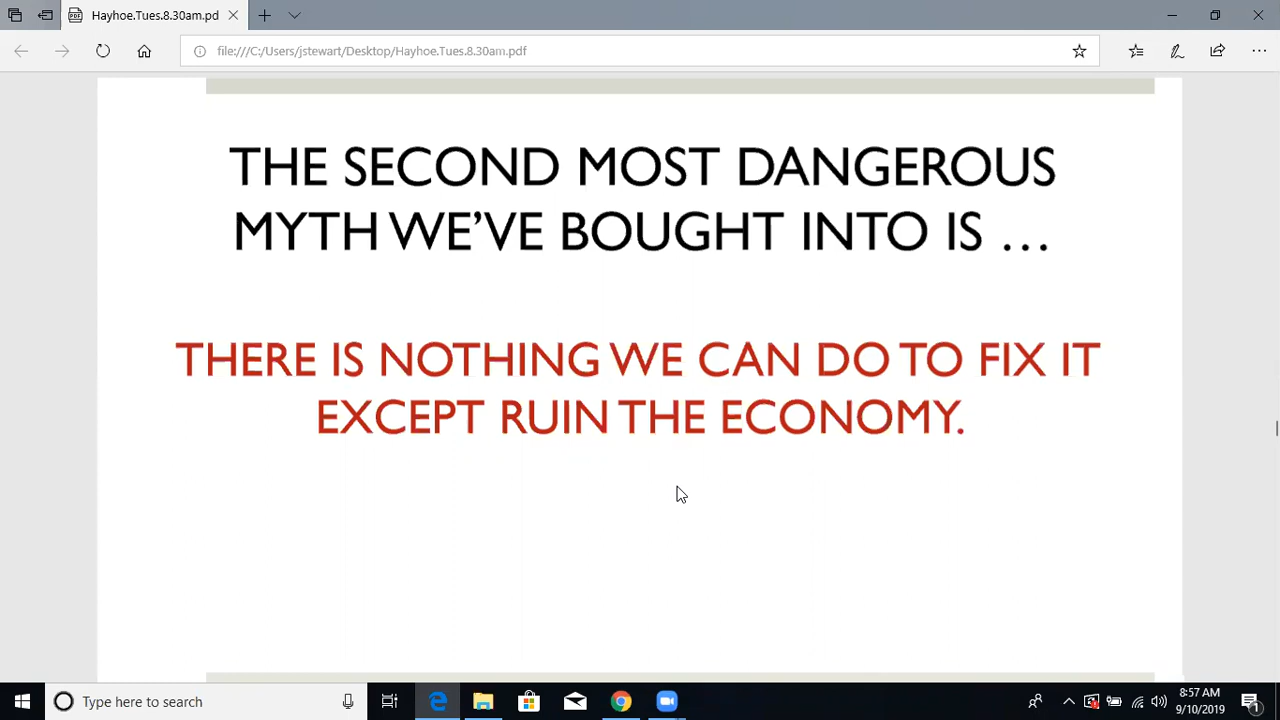 Hayhoe.Tues.8.30am.pd
file:///C:/Users/jstewart/Desktop/Hayhoe.Tues.8.30am.pdf
THE SECOND MOST DANGEROUS
MYTH WE'VE BOUGHT INTO IS …
THERE IS NOTHING WE CAN DO TO FIX IT
EXCEPT RUIN THE ECONOMY.
Type here to search
8:57 AM
9/10/2019